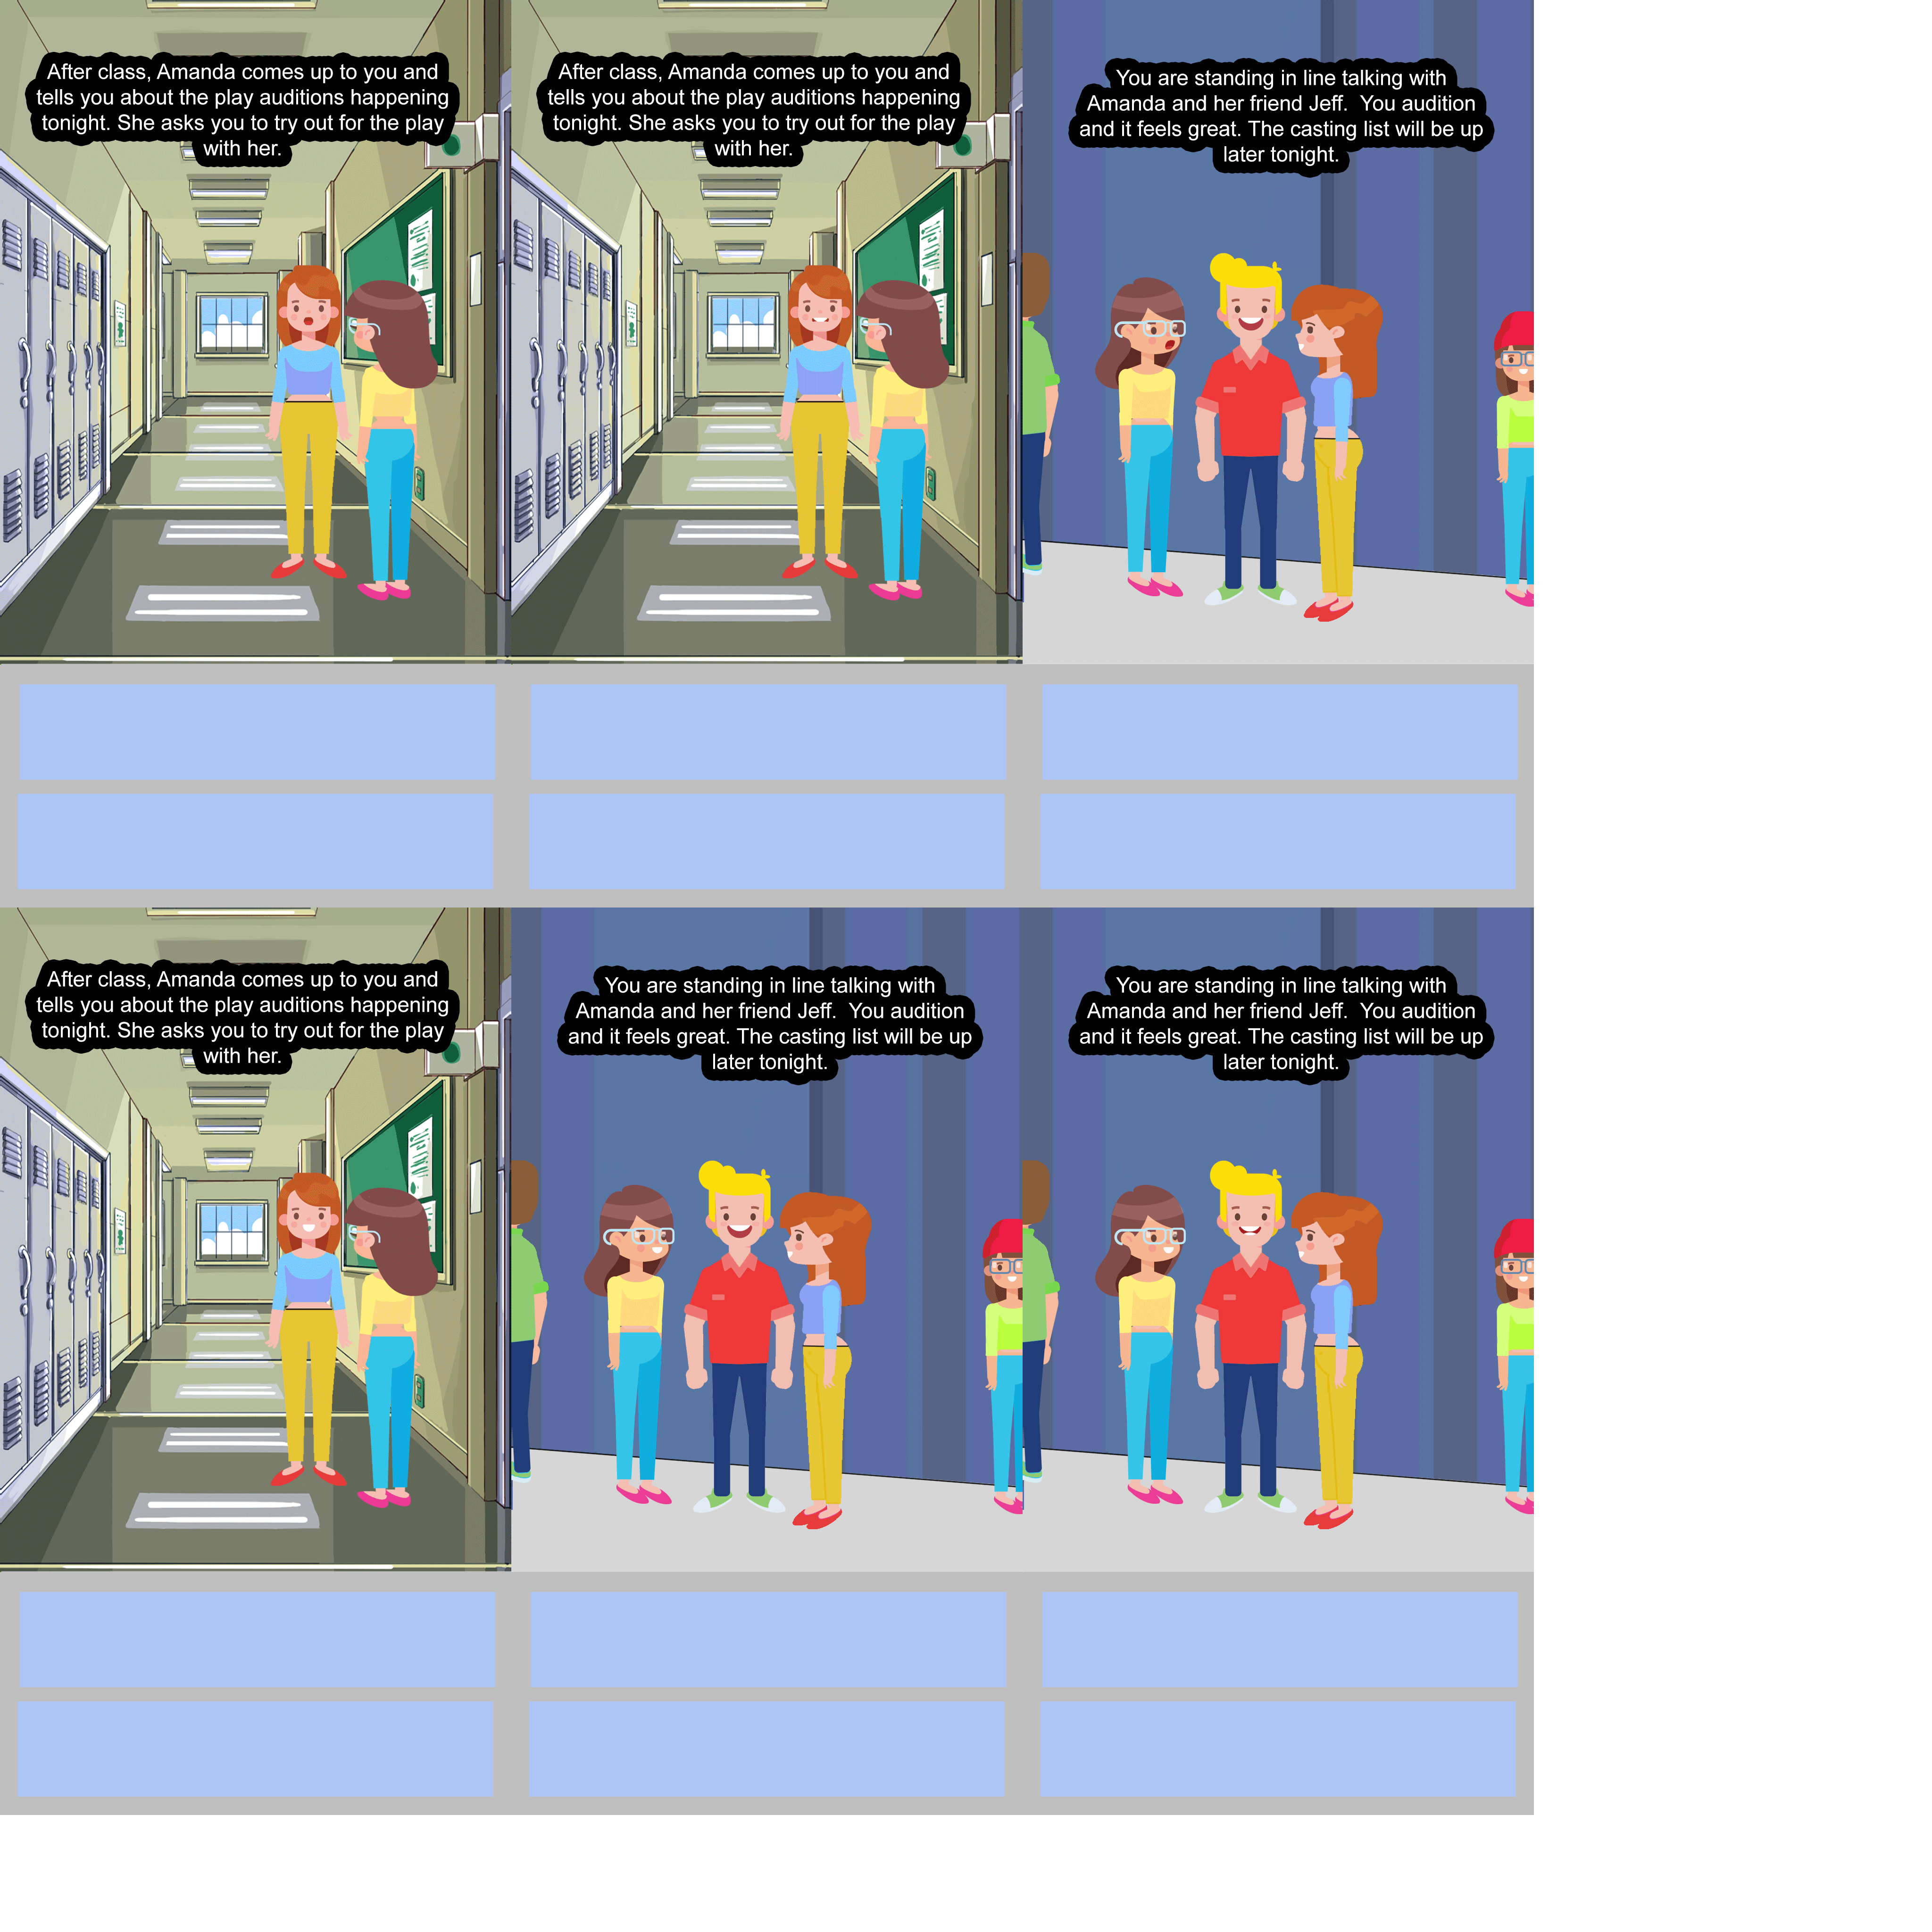 After class, Amanda comes up to you and
tells you about the play auditions happening
tonight. She asks you to try out for the play
with her.
After class, Amanda comes up to you and
tells you about the play auditions happening
tonight. She asks you to try out for the play
with her.
You are standing in line talking with
Amanda and her friend Jeff.  You audition
and it feels great. The casting list will be up
later tonight.
After class, Amanda comes up to you and
tells you about the play auditions happening
tonight. She asks you to try out for the play
with her.
You are standing in line talking with
Amanda and her friend Jeff.  You audition
and it feels great. The casting list will be up
later tonight.
You are standing in line talking with
Amanda and her friend Jeff.  You audition
and it feels great. The casting list will be up
later tonight.